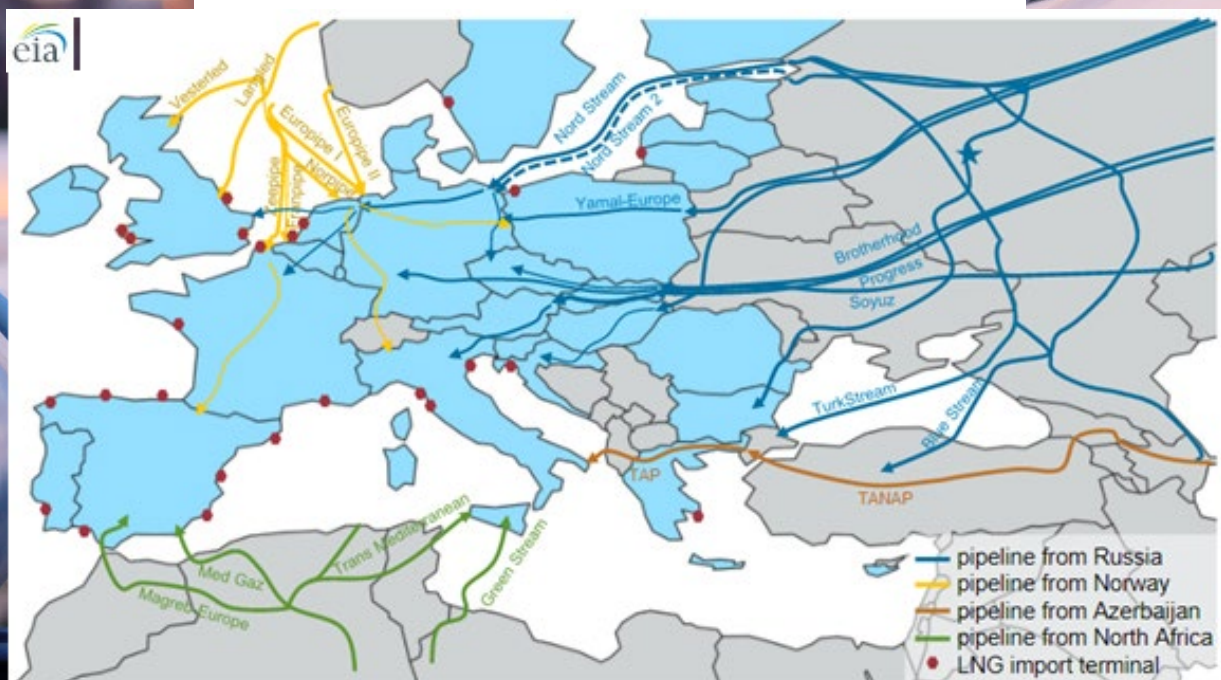 eia
Vesterled
Langled
Europipe I
Europipe II
Norpipe
Zeepipe
Franpipe
Nord Stream
Nord Stream 2
Yamal-Europe
Brotherhood
Progress
Soyuz
TurkStream
Blue Stream
TAP
TANAP
Trans Mediterranean
Green Stream
Med Gaz
Magreb-Europe
pipeline from Russia
pipeline from Norway
pipeline from Azerbaijan
pipeline from North Africa
LNG import terminal